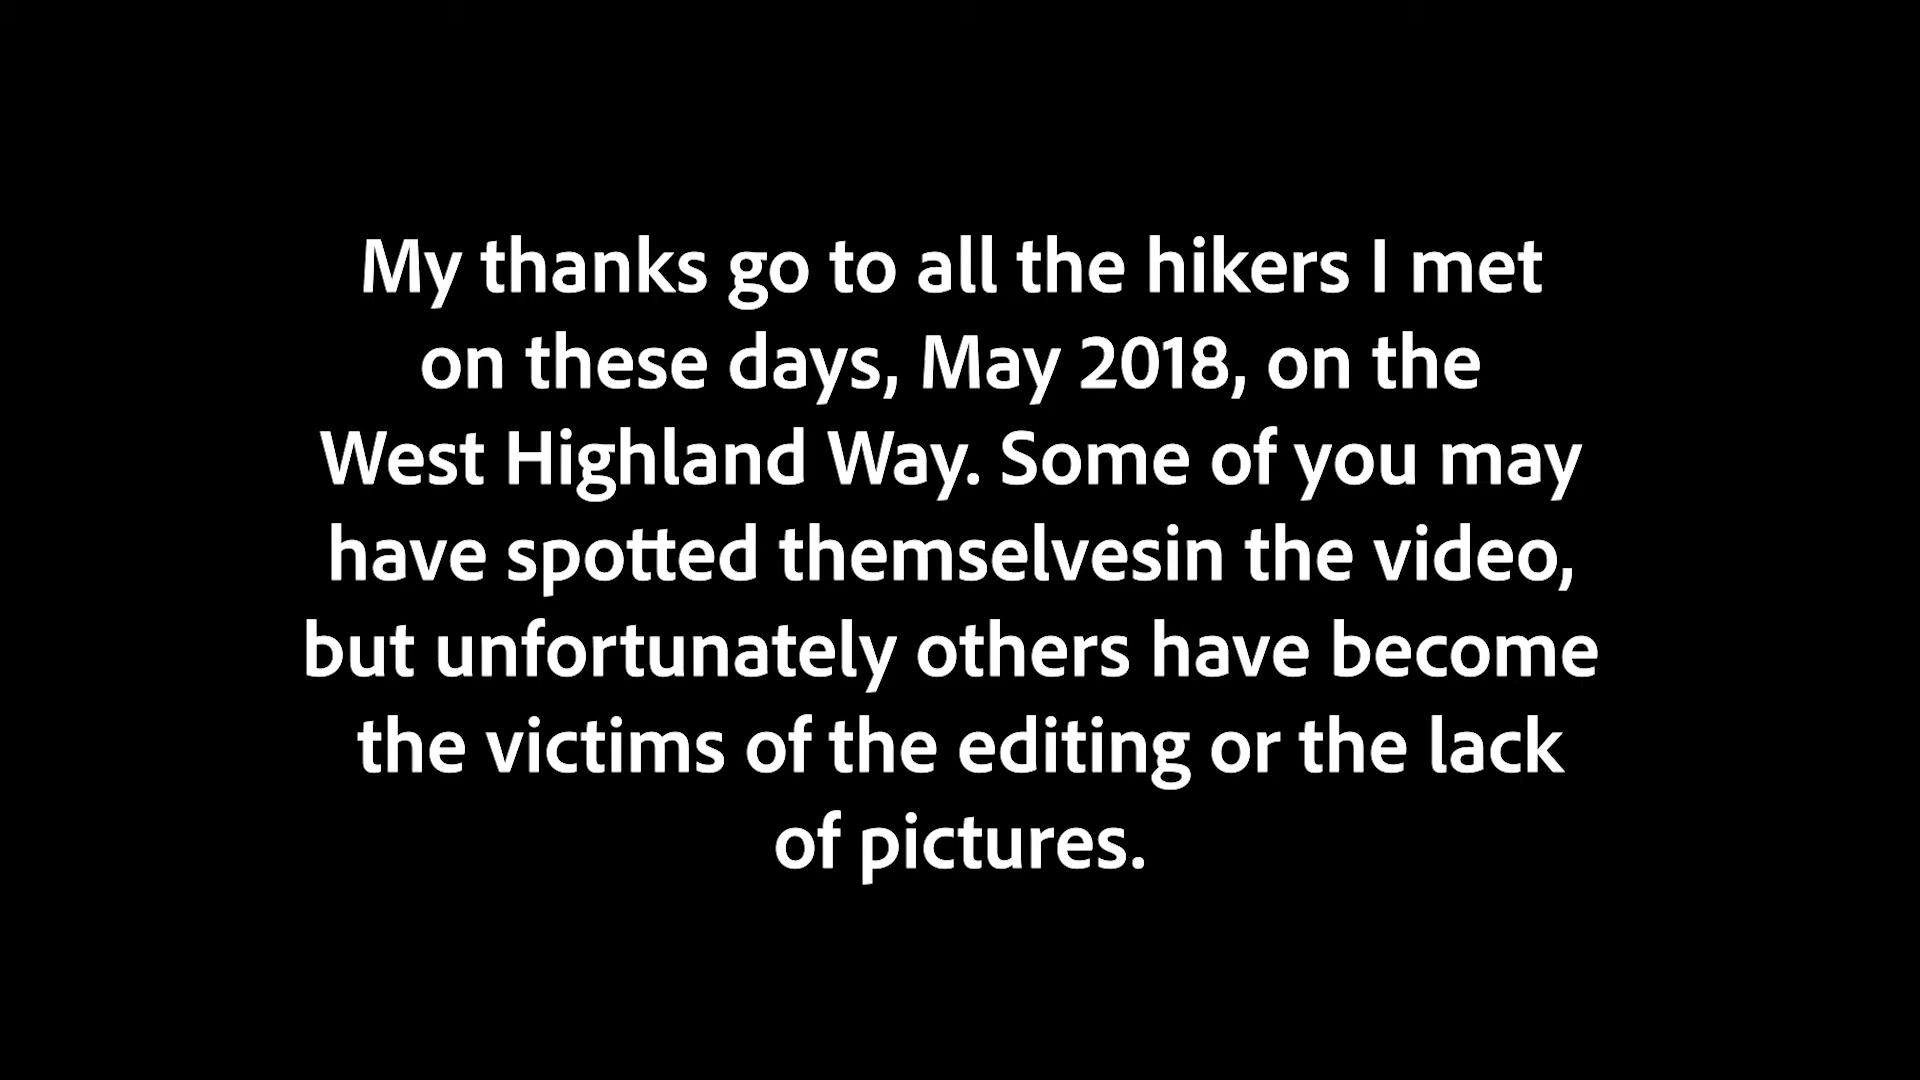 My thanks go to all the hikers I met
on these days, May 2018, on the
West Highland Way. Some of you may
have spotted themselvesin the video,
but unfortunately others have become
the victims of the editing or the lack
of pictures.